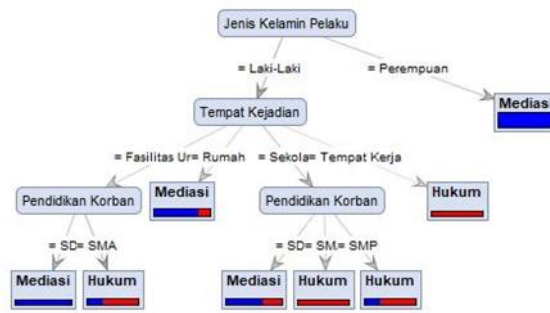 Jenis Kelamin Pelaku
= Laki-Laki = Perempuan
Tempat Kejadian Mediasi
= Fasilitas Ur= Rumah = Sekola= Tempat Kerja
Pendidikan Korban Mediasi Pendidikan Korban Hukum
= SD= SMA = SD= SM= SMP
Mediasi Hukum Mediasi Hukum Hukum